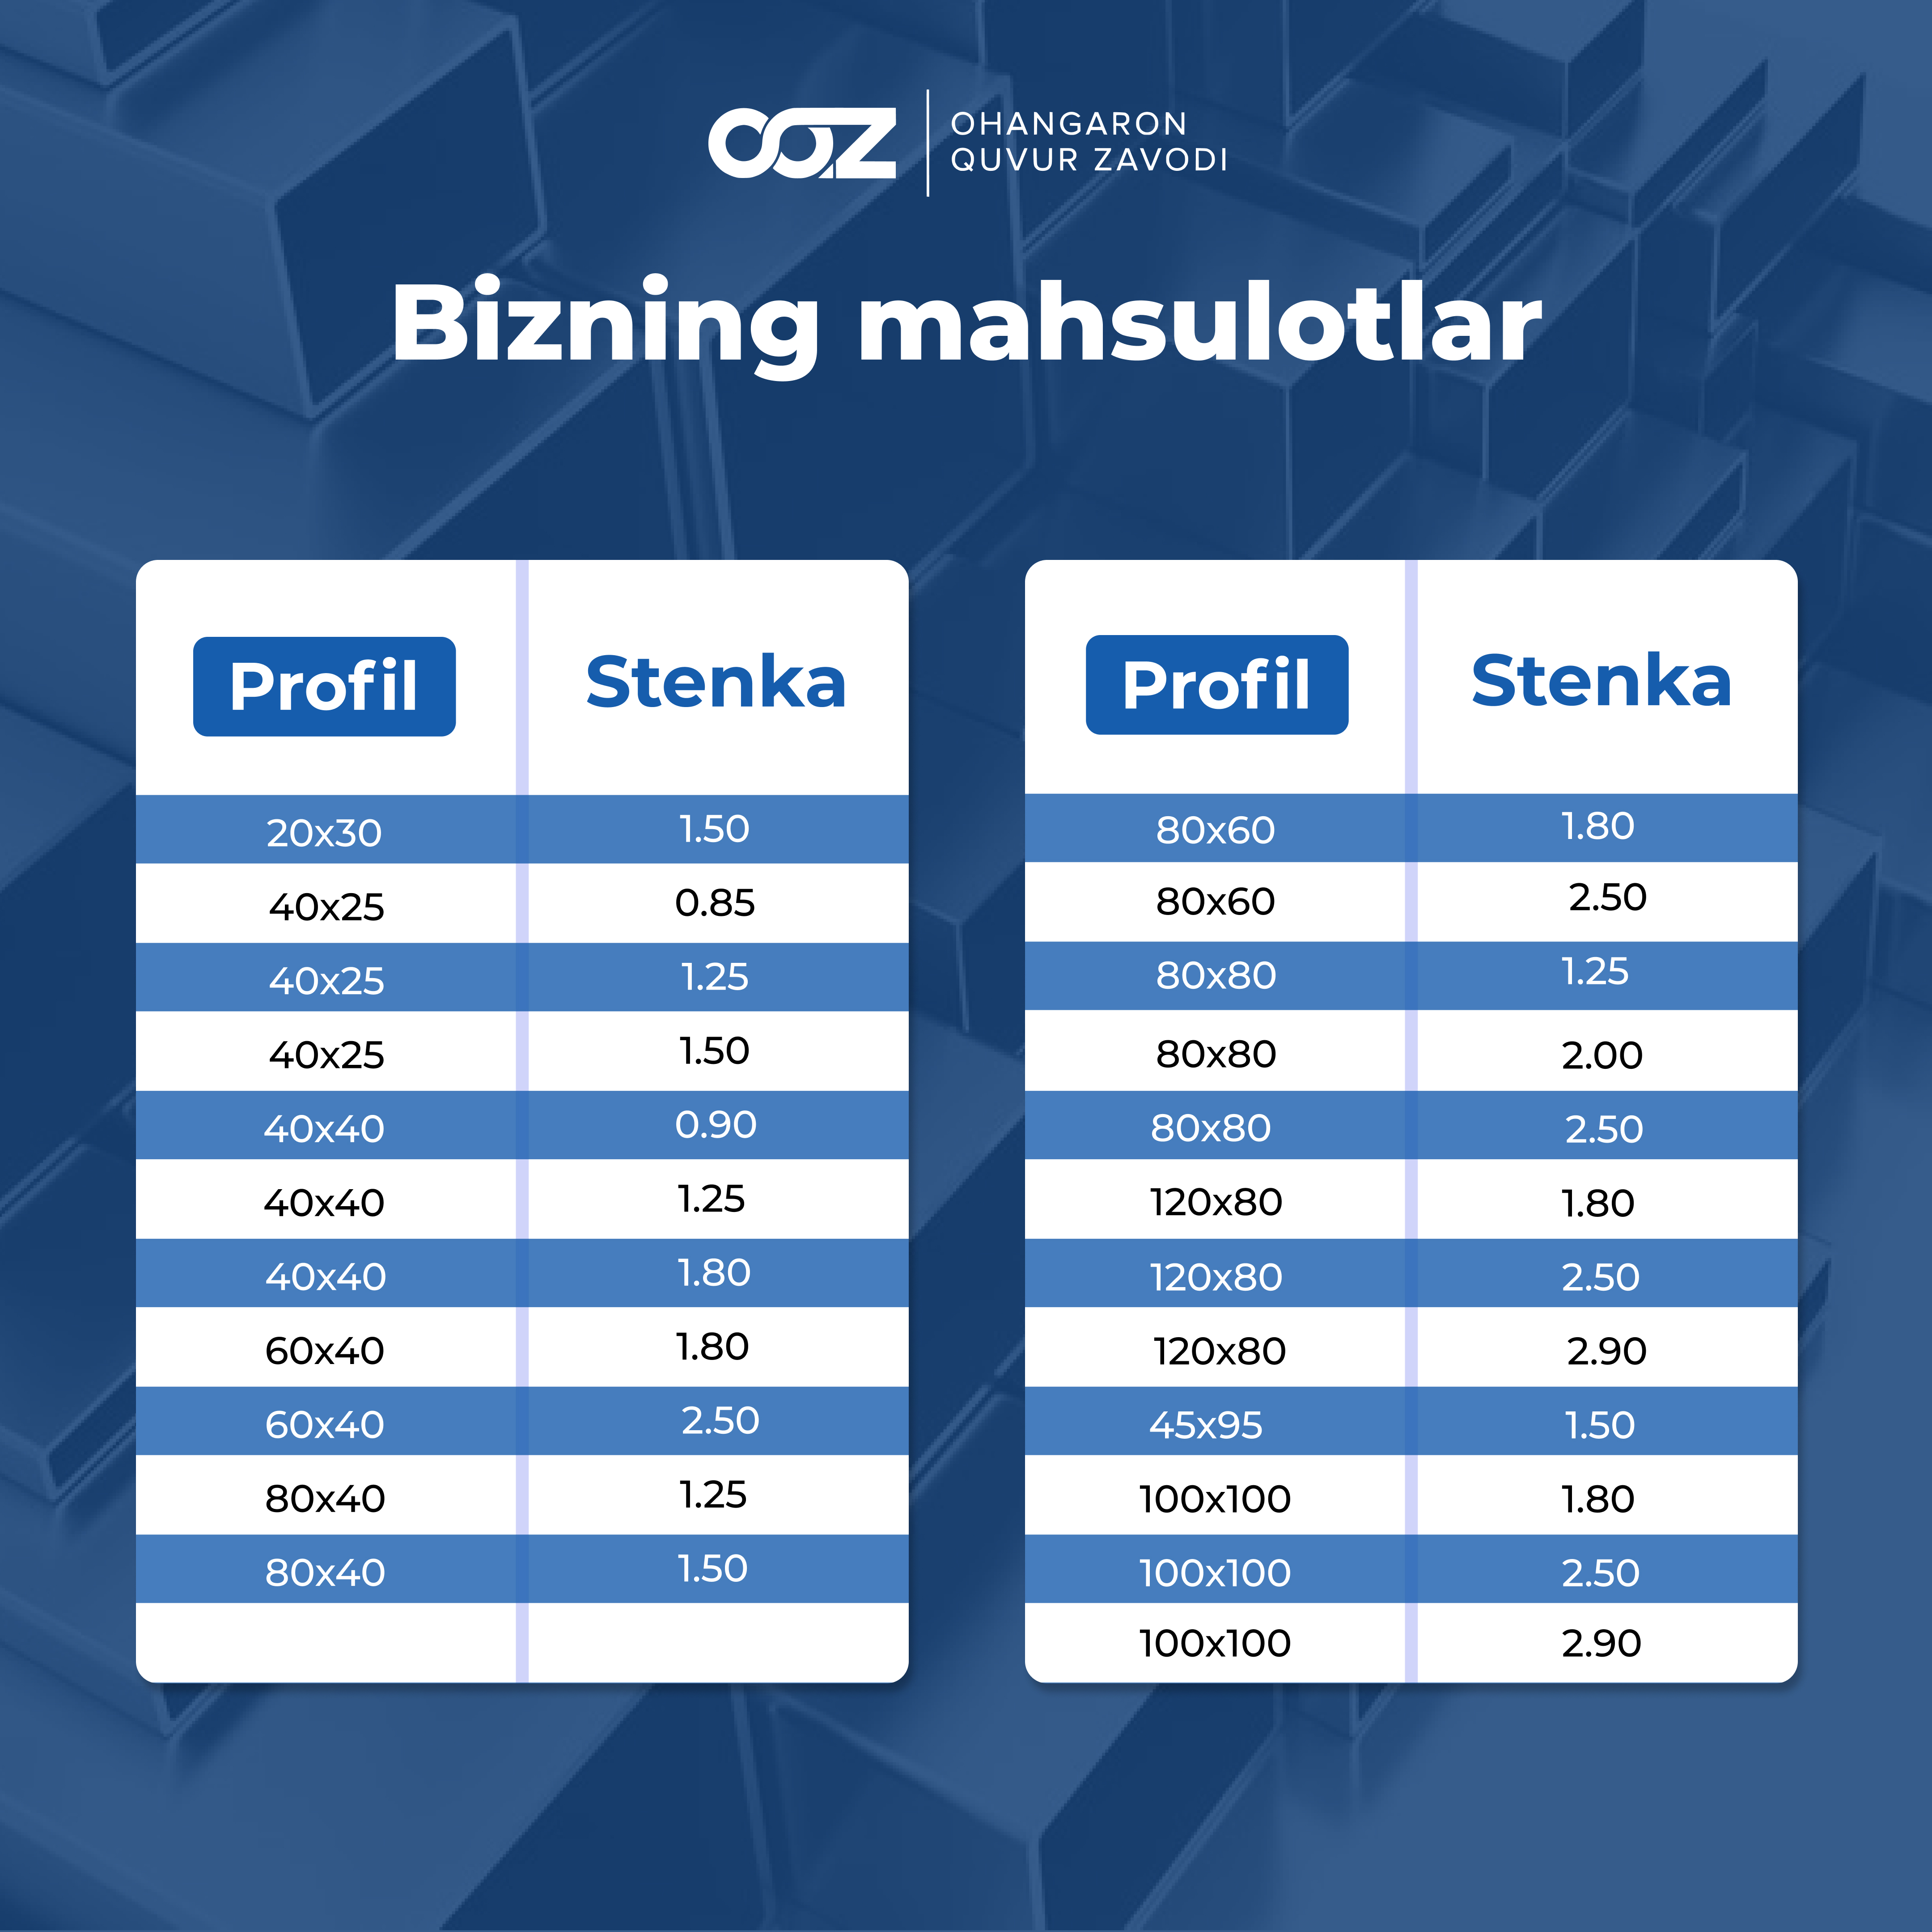 OQZ
OHANGARON
QUVUR ZAVODI
Bizning mahsulotlar
Profil Stenka
20x30 1.50
40x25 0.85
40x25 1.25
40x25 1.50
40x40 0.90
40x40 1.25
40x40 1.80
60x40 1.80
60x40 2.50
80x40 1.25
80x40 1.50
Profil Stenka
80x60 1.80
80x60 2.50
80x80 1.25
80x80 2.00
80x80 2.50
120x80 1.80
120x80 2.50
120x80 2.90
45x95 1.50
100x100 1.80
100x100 2.50
100x100 2.90